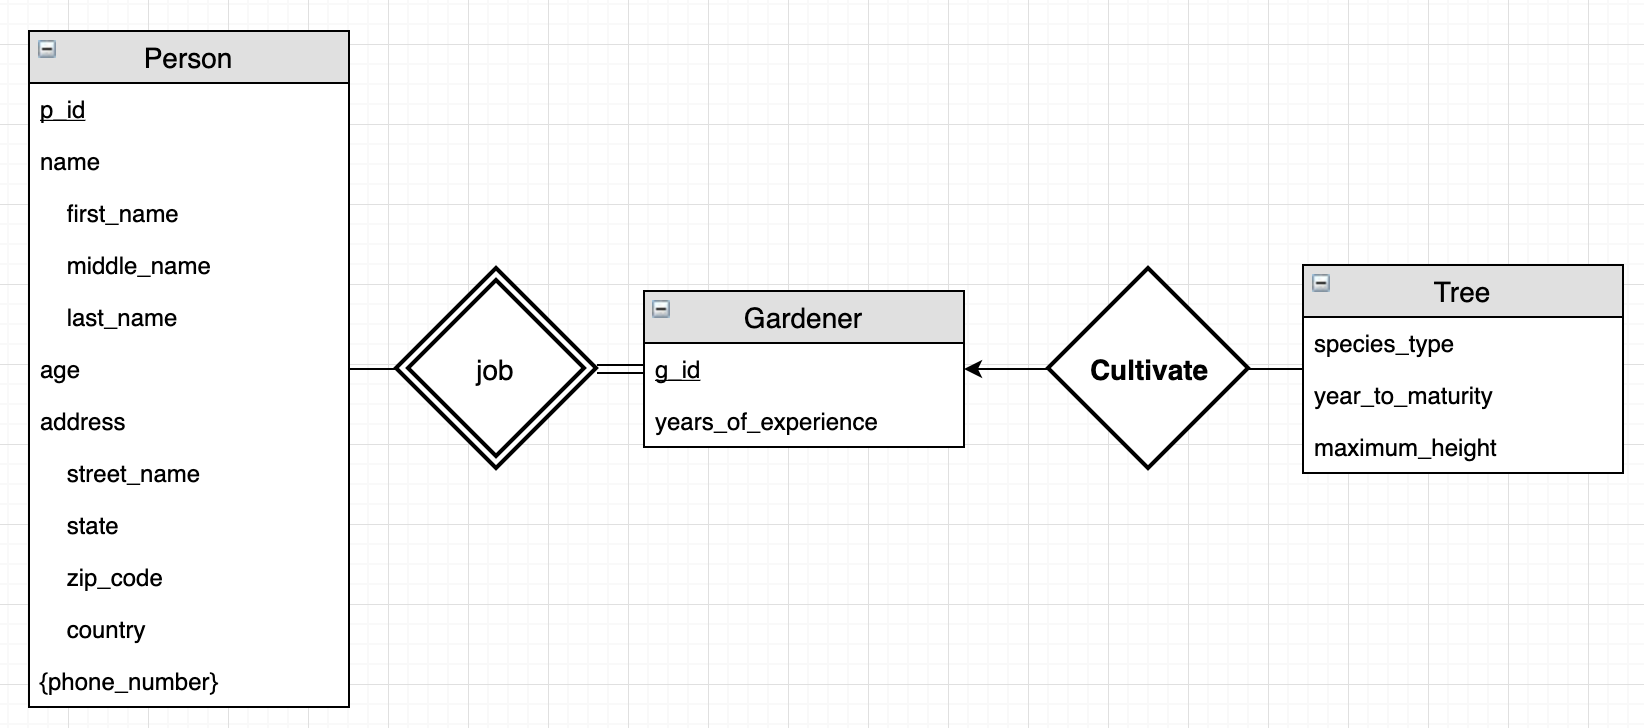 Person
p_id
name
first_name
middle_name
last_name
age
address
street_name
state
zip_code
country
{phone_number}
job
Gardener
g_id
years_of_experience
Cultivate
Tree
species_type
year_to_maturity
maximum_height